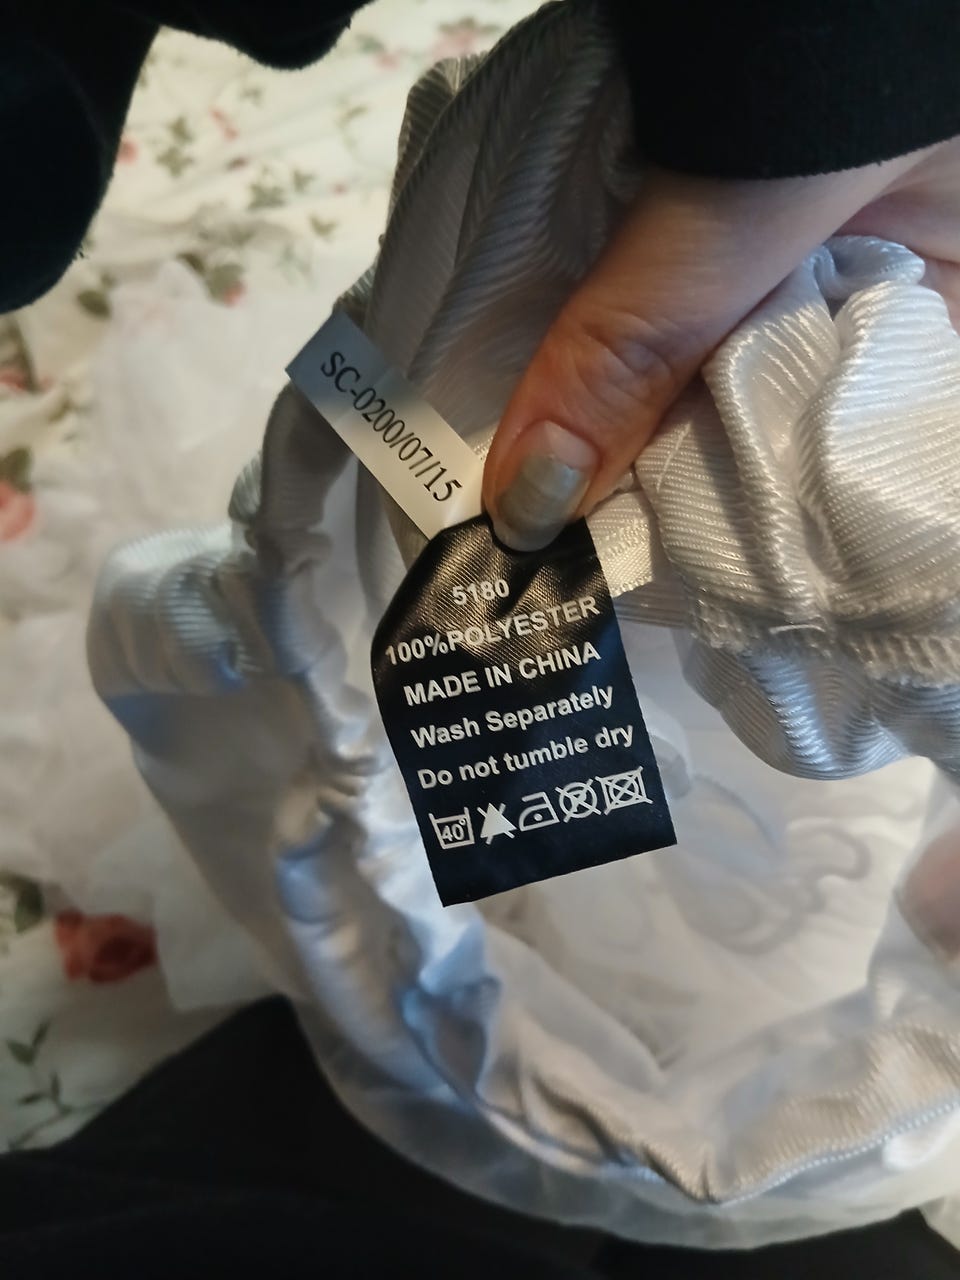 SC-0200/07/15
5180
100%POLYESTER
MADE IN CHINA
Wash Separately
Do not tumble dry
40°